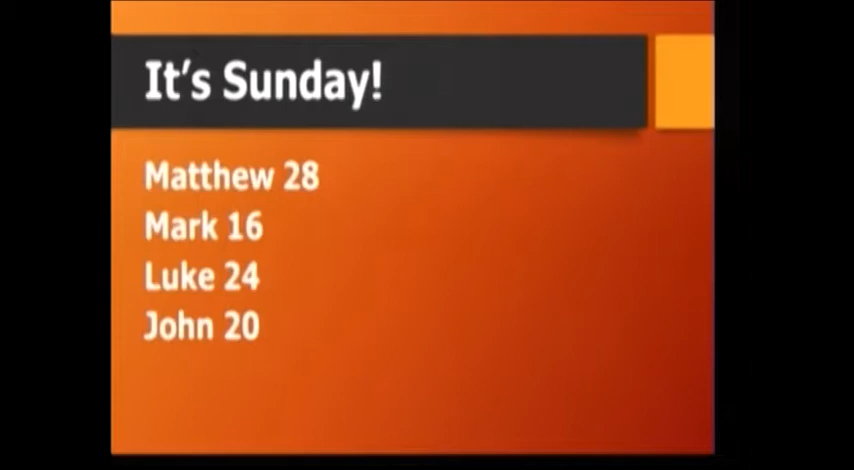 It's Sunday!
Matthew 28
Mark 16
Luke 24
John 20